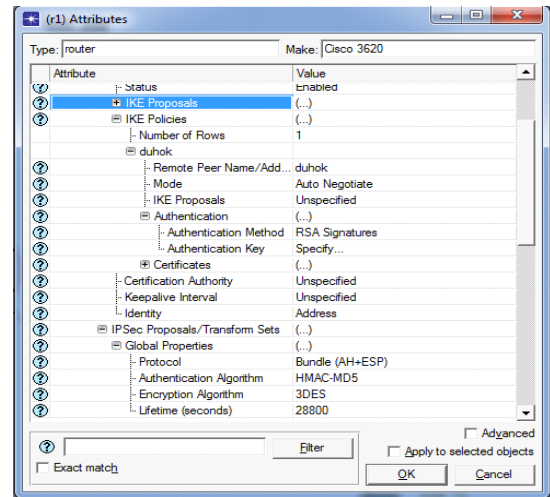 (r1) Attributes
Type: router Make: Cisco 3620
Attribute Value
Status Enabled
IKE Proposals (...)
IKE Policies (...)
Number of Rows 1
duhok
Remote Peer Name/Add... duhok
Mode Auto Negotiate
IKE Proposals Unspecified
Authentication (...)
Authentication Method RSA Signatures
Authentication Key Specify...
Certificates (...)
Certification Authority Unspecified
Keepalive Interval Unspecified
Identity Address
IPSec Proposals/Transform Sets (...)
Global Properties (...)
Protocol Bundle (AH+ESP)
Authentication Algorithm HMAC-MD5
Encryption Algorithm 3DES
Lifetime (seconds) 28800
Advanced
Filter Apply to selected objects
Exact match
OK Cancel